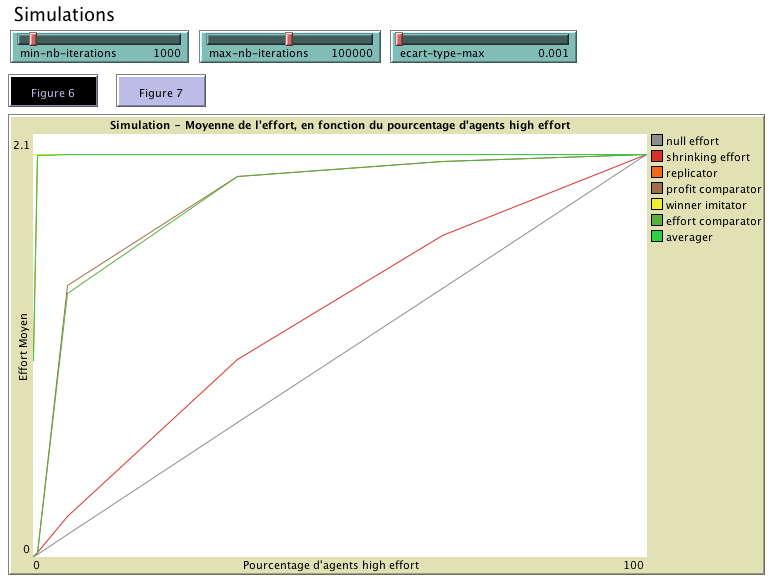 Simulations
min-nb-iterations 1000
max-nb-iterations 100000
ecart-type-max 0.001
Figure 6
Figure 7
Simulation - Moyenne de l'effort, en fonction du pourcentage d'agents high effort
2.1
Effort Moyen
0
0
Pourcentage d'agents high effort
100
null effort
shrinking effort
replicator
profit comparator
winner imitator
effort comparator
averager